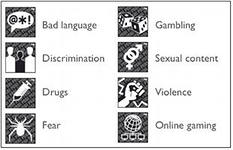 @*!
Bad language
Gambling
Discrimination
Sexual content
Drugs
Violence
Fear
Online gaming